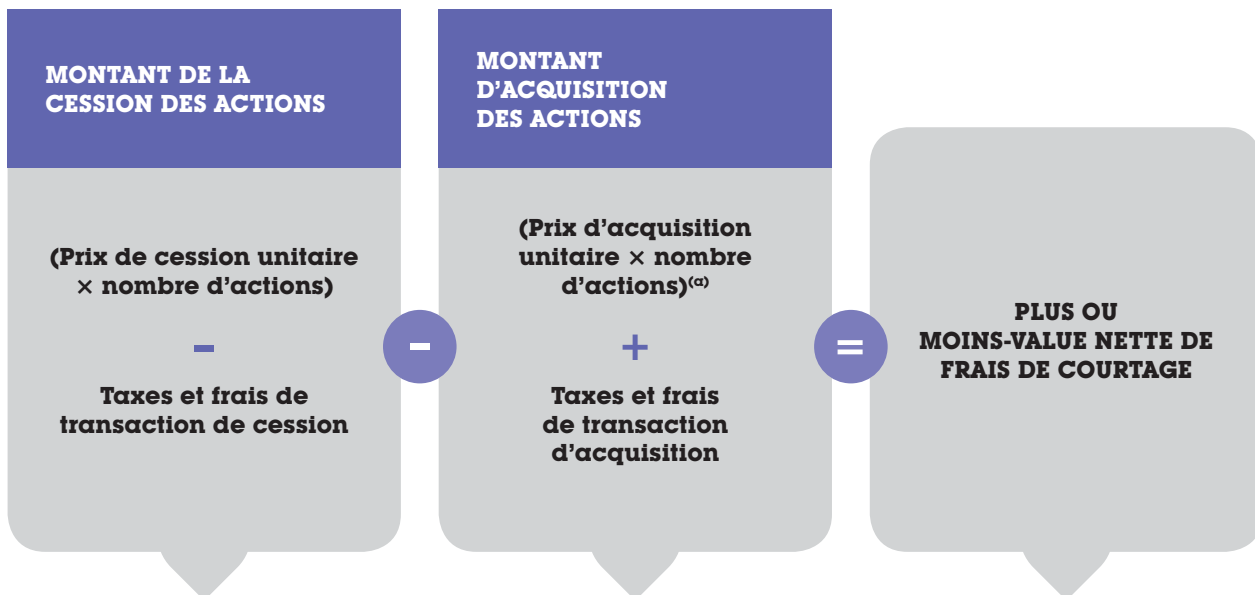 MONTANT DE LA
CESSION DES ACTIONS
(Prix de cession unitaire
× nombre d'actions)
-
Taxes et frais de
transaction de cession
-
MONTANT
D'ACQUISITION
DES ACTIONS
(Prix d'acquisition
unitaire × nombre
d'actions)(a)
+
Taxes et frais
de transaction
d'acquisition
=
PLUS OU
MOINS-VALUE NETTE DE
FRAIS DE COURTAGE